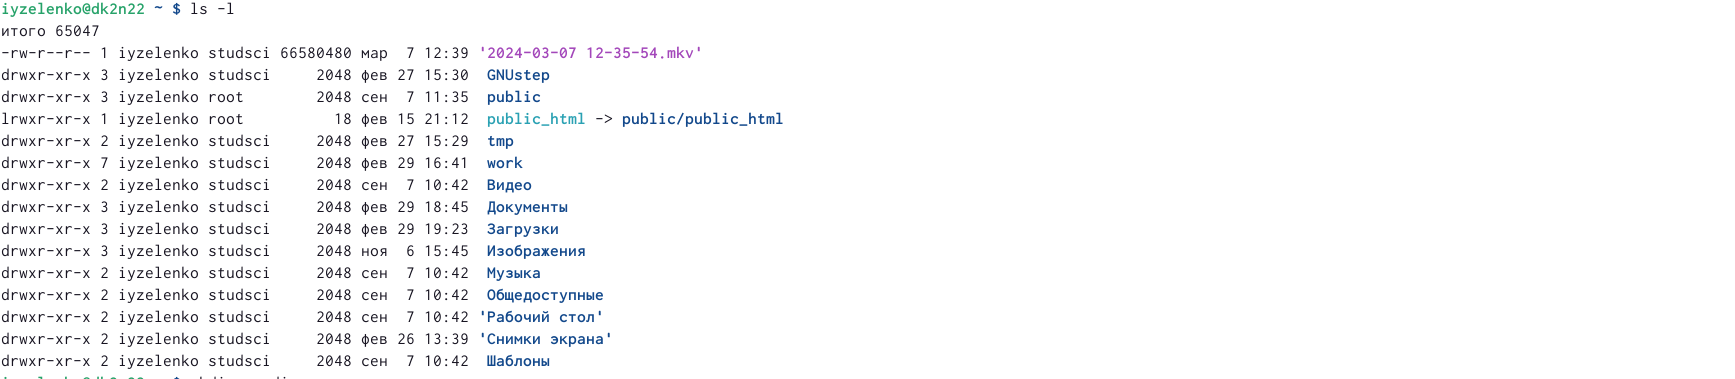 iyzelenko@dk2n22 ~ $ ls -l
итого 65047
-rw-r--r-- 1 iyzelenko studsci 66580480 мар  7 12:39 '2024-03-07 12-35-54.mkv'
drwxr-xr-x 3 iyzelenko studsci     2048 фев 27 15:30  GNUstep
drwxr-xr-x 3 iyzelenko root        2048 сен  7 11:35  public
lrwxr-xr-x 1 iyzelenko root          18 фев 15 21:12  public_html -> public/public_html
drwxr-xr-x 2 iyzelenko studsci     2048 фев 27 15:29  tmp
drwxr-xr-x 7 iyzelenko studsci     2048 фев 29 16:41  work
drwxr-xr-x 2 iyzelenko studsci     2048 сен  7 10:42  Видео
drwxr-xr-x 3 iyzelenko studsci     2048 фев 29 18:45  Документы
drwxr-xr-x 3 iyzelenko studsci     2048 фев 29 19:23  Загрузки
drwxr-xr-x 3 iyzelenko studsci     2048 ноя  6 15:45  Изображения
drwxr-xr-x 2 iyzelenko studsci     2048 сен  7 10:42  Музыка
drwxr-xr-x 2 iyzelenko studsci     2048 сен  7 10:42  Общедоступные
drwxr-xr-x 2 iyzelenko studsci     2048 сен  7 10:42 'Рабочий стол'
drwxr-xr-x 2 iyzelenko studsci     2048 фев 26 13:39 'Снимки экрана'
drwxr-xr-x 2 iyzelenko studsci     2048 сен  7 10:42  Шаблоны